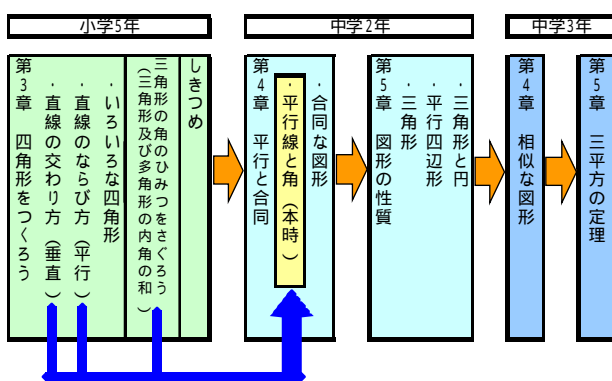 小学5年
中学2年
中学3年
第3章 四角形をつくろう
・直線の交わり方（垂直）
・直線のならび方（平行）
・いろいろな四角形
三角形の角のひみつをさぐろう
（三角形及び多角形の内角の和）
しきつめ
第4章 平行と合同
・平行線と角（本時）
・合同な図形
第5章 図形の性質
・三角形
・平行四辺形
・三角形と円
第4章 相似な図形
第5章 三平方の定理